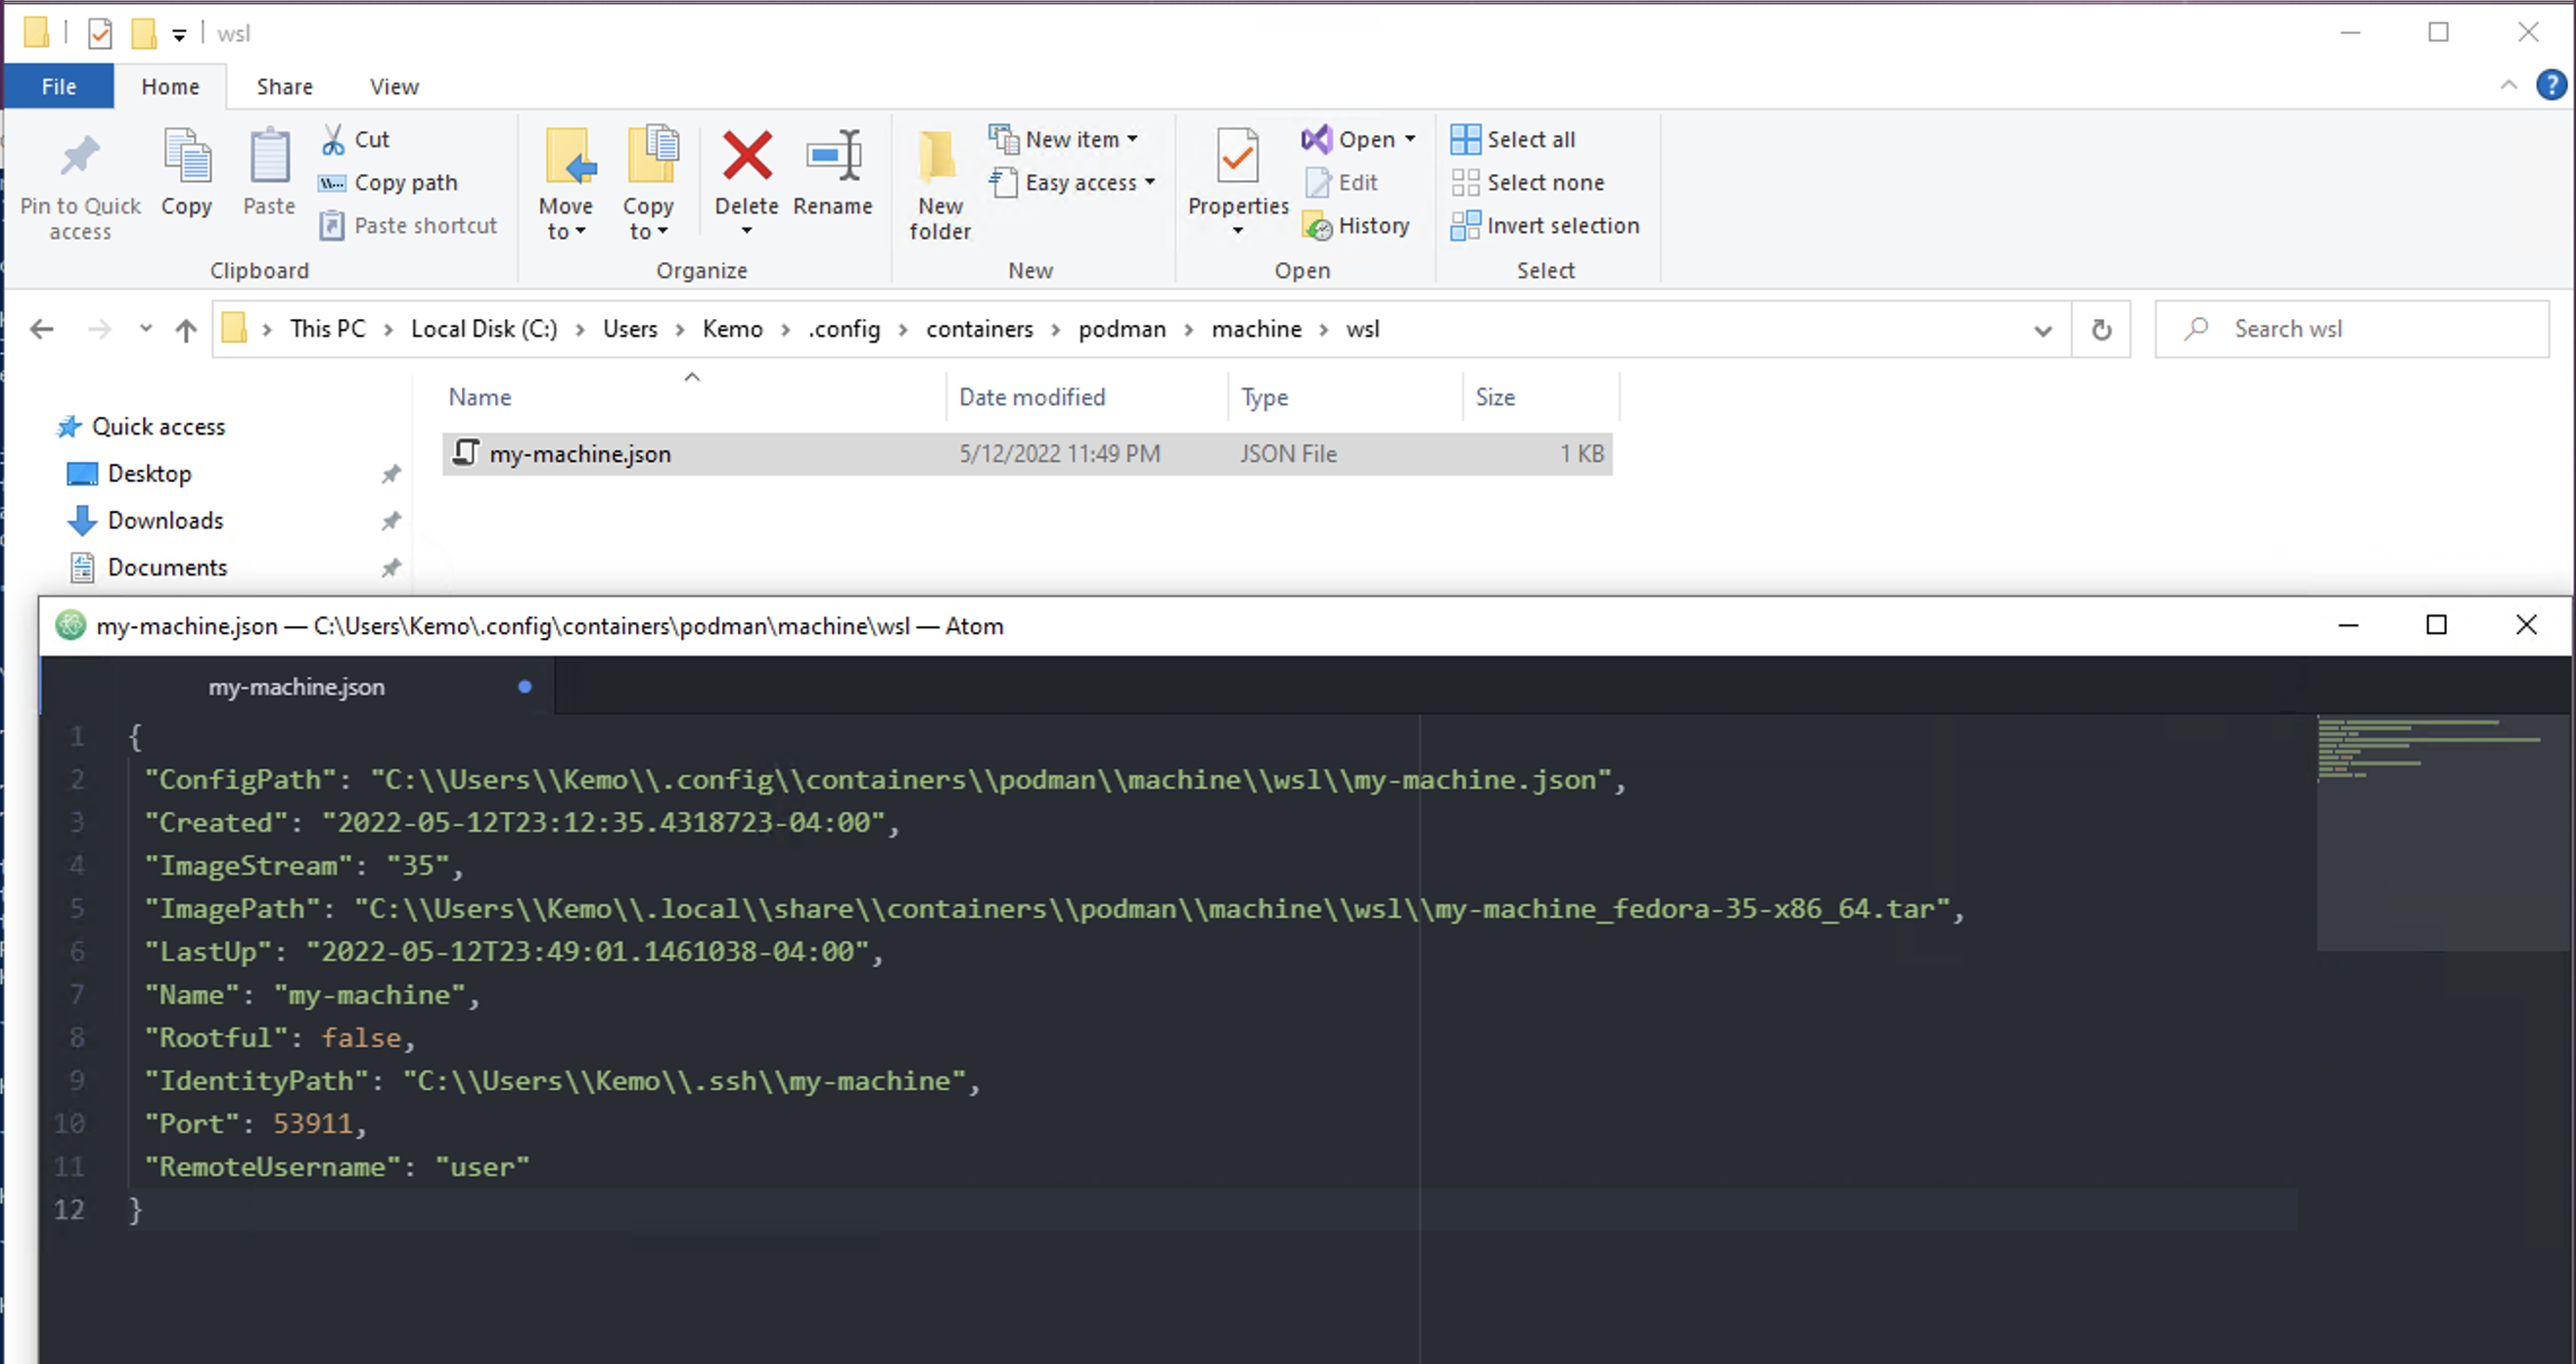 wsl
File Home Share View
Pin to Quick access
Copy
Paste
Cut
Copy path
Paste shortcut
Clipboard
Move to
Copy to
Delete
Rename
Organize
New folder
New item
Easy access
New
Properties
Open
Edit
History
Open
Select all
Select none
Invert selection
Select
This PC > Local Disk (C:) > Users > Kemo > .config > containers > podman > machine > wsl
Search wsl
Name Date modified Type Size
Quick access
my-machine.json 5/12/2022 11:49 PM JSON File 1 KB
Desktop
Downloads
Documents
my-machine.json — C:\Users\Kemo\.config\containers\podman\machine\wsl — Atom
my-machine.json
1 {
2 "ConfigPath": "C:\\Users\\Kemo\\.config\\containers\\podman\\machine\\wsl\\my-machine.json",
3 "Created": "2022-05-12T23:12:35.4318723-04:00",
4 "ImageStream": "35",
5 "ImagePath": "C:\\Users\\Kemo\\.local\\share\\containers\\podman\\machine\\wsl\\my-machine_fedora-35-x86_64.tar",
6 "LastUp": "2022-05-12T23:49:01.1461038-04:00",
7 "Name": "my-machine",
8 "Rootful": false,
9 "IdentityPath": "C:\\Users\\Kemo\\.ssh\\my-machine",
10 "Port": 53911,
11 "RemoteUsername": "user"
12 }